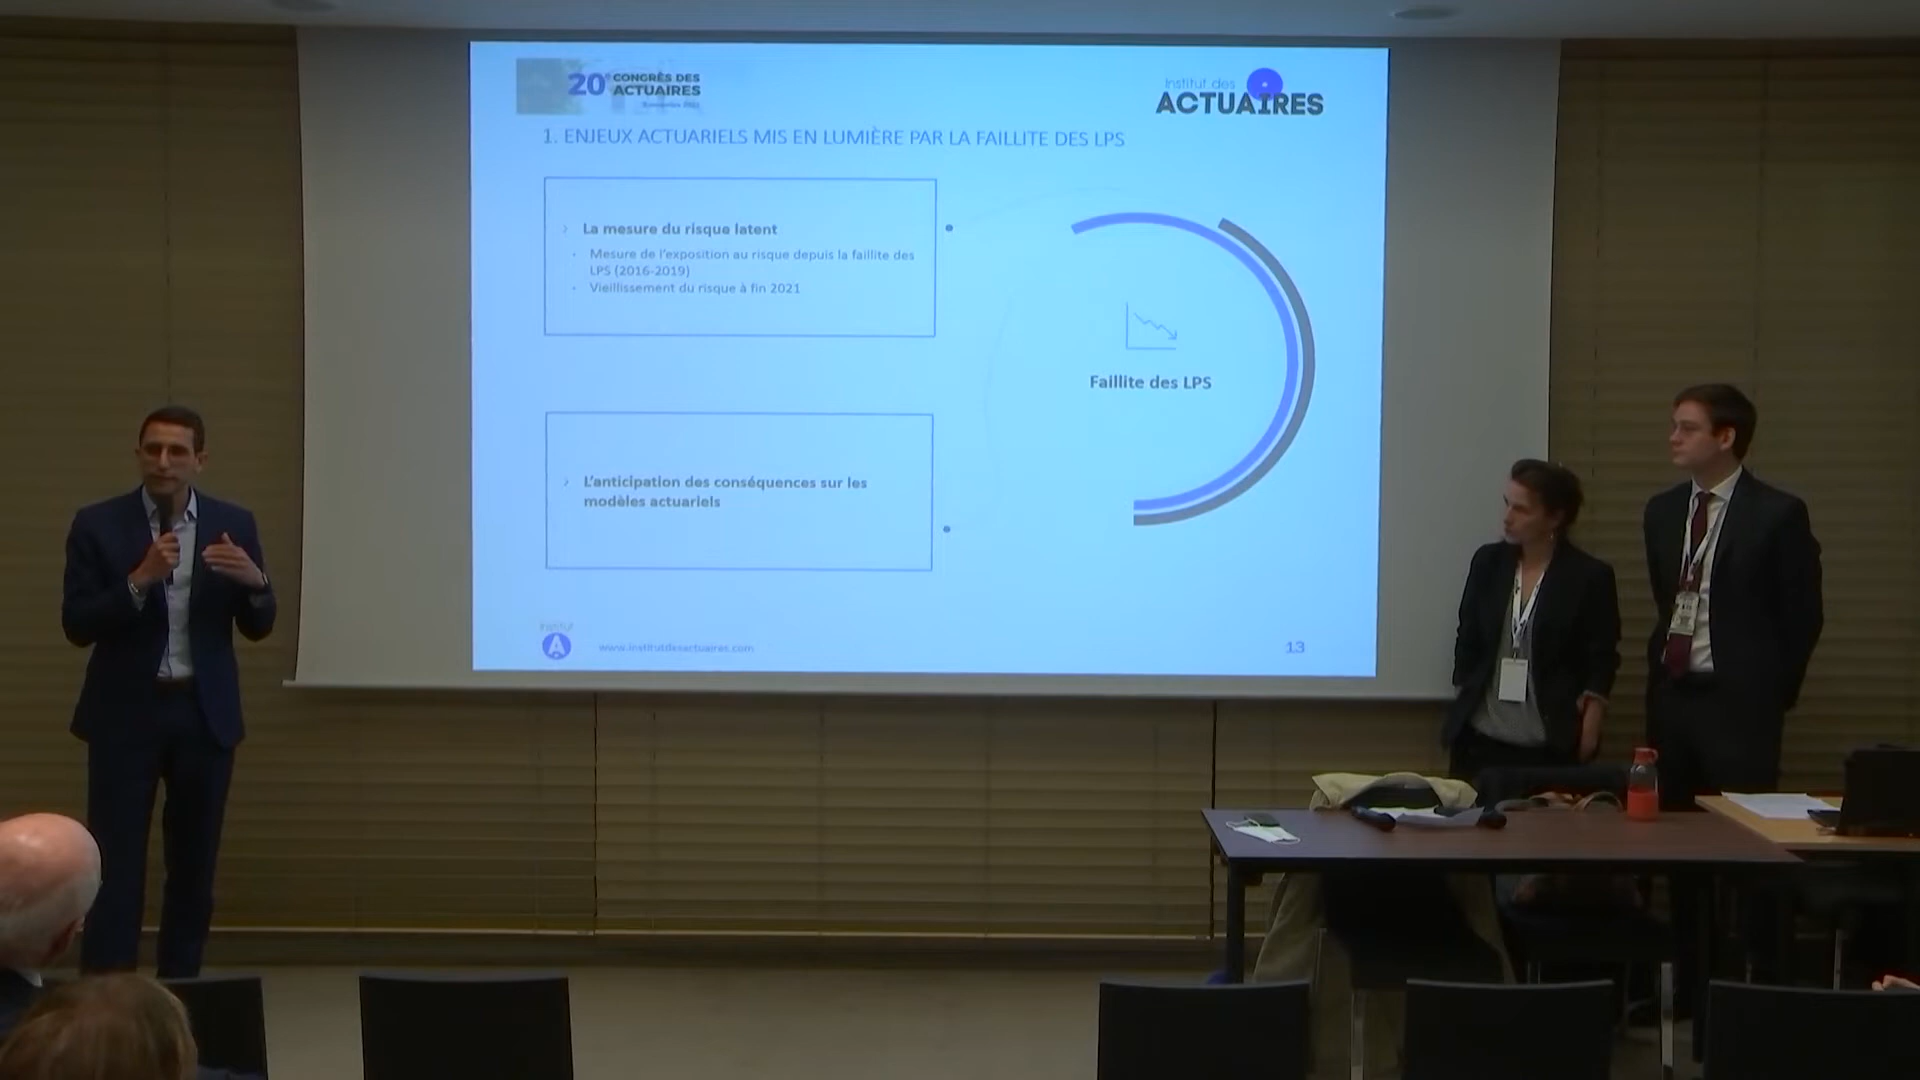 20e CONGRÈS DES
ACTUAIRES
Institut des
ACTUAIRES
1. ENJEUX ACTUARIELS MIS EN LUMIÈRE PAR LA FAILLITE DES LPS
La mesure du risque latent
Mesure de l'exposition au risque depuis la faillite des
LPS (2016-2019)
Vieillissement du risque à fin 2021
Faillite des LPS
L'anticipation des conséquences sur les
modèles actuariels
Institut
A
www.institutdesactuaires.com
13